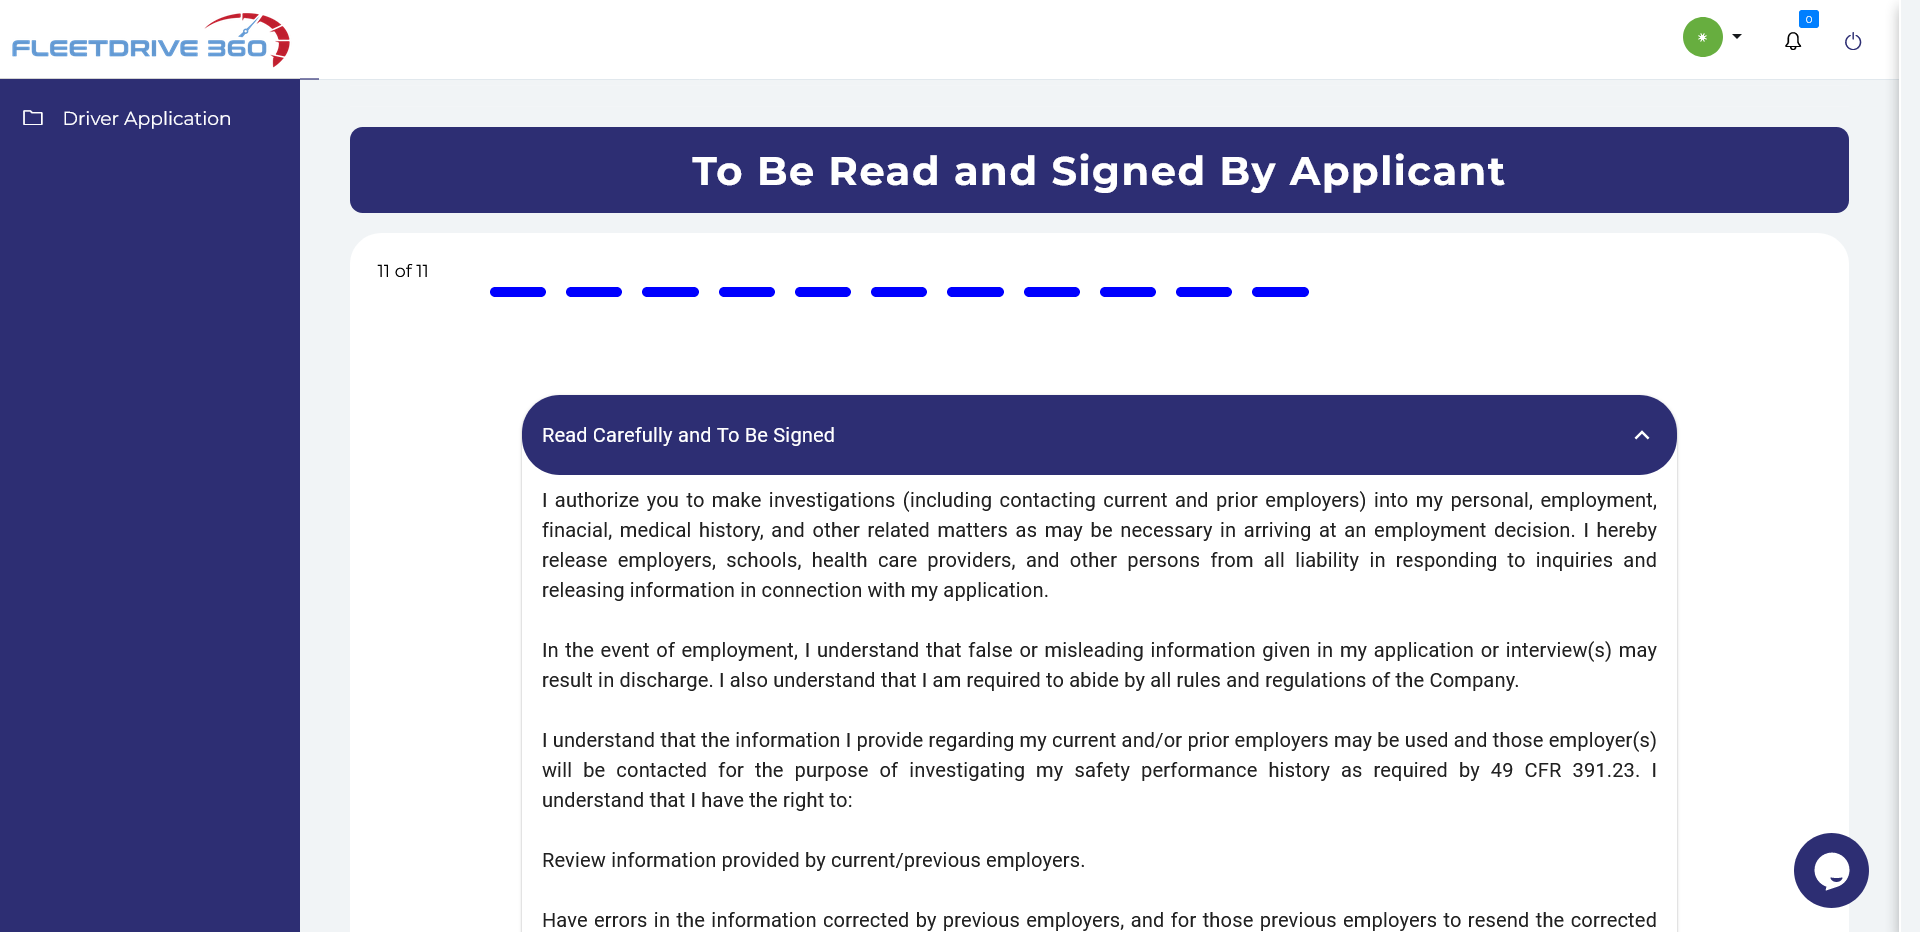 FLEETDRIVE 360
0
Driver Application
To Be Read and Signed By Applicant
11 of 11
Read Carefully and To Be Signed
I authorize you to make investigations (including contacting current and prior employers) into my personal, employment,
finacial, medical history, and other related matters as may be necessary in arriving at an employment decision. I hereby
release employers, schools, health care providers, and other persons from all liability in responding to inquiries and
releasing information in connection with my application.
In the event of employment, I understand that false or misleading information given in my application or interview(s) may
result in discharge. I also understand that I am required to abide by all rules and regulations of the Company.
I understand that the information I provide regarding my current and/or prior employers may be used and those employer(s)
will be contacted for the purpose of investigating my safety performance history as required by 49 CFR 391.23. I
understand that I have the right to:
Review information provided by current/previous employers.
Have errors in the information corrected by previous employers, and for those previous employers to resend the corrected